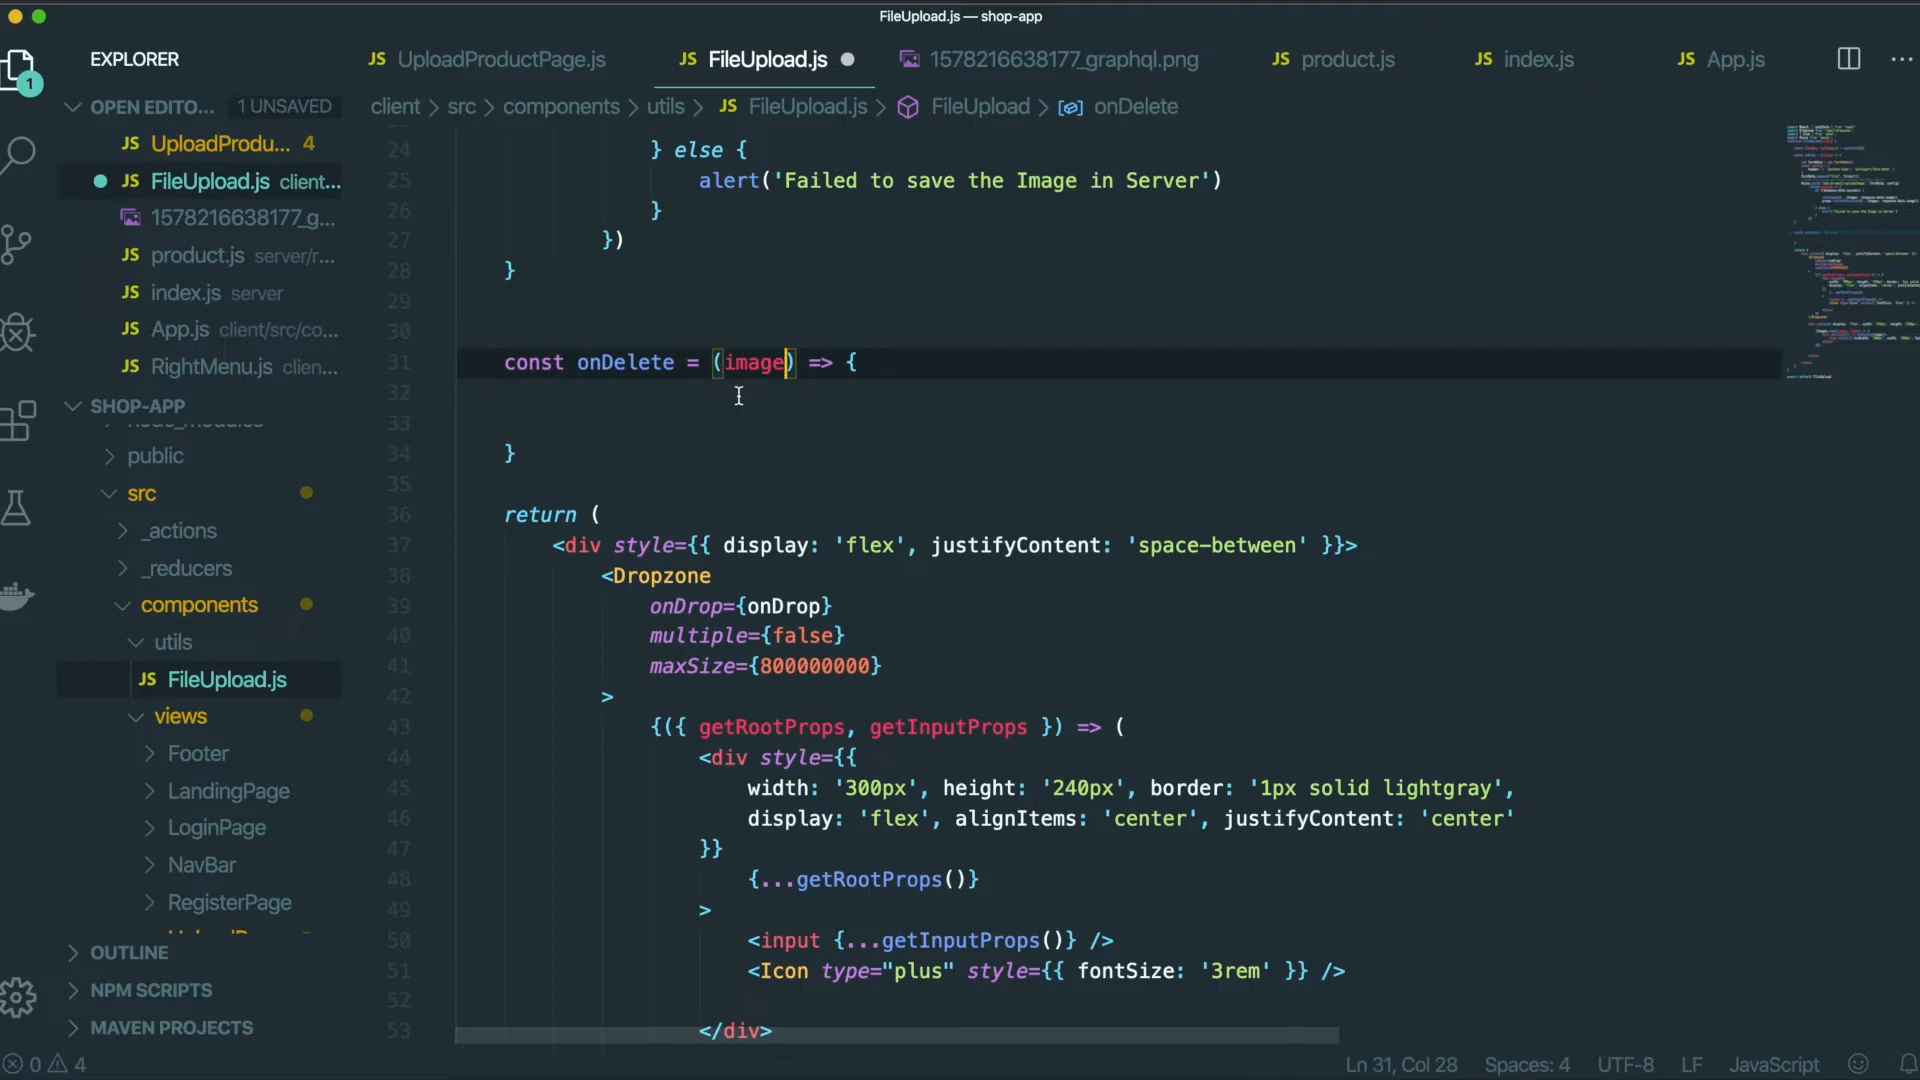 FileUpload.js — shop-app
EXPLORER
JS UploadProductPage.js
JS FileUpload.js
1578216638177_graphql.png
JS product.js
JS index.js
JS App.js
1
OPEN EDITO... 1 UNSAVED
client > src > components > utils > JS FileUpload.js > FileUpload > onDelete
JS UploadProdu... 4
JS FileUpload.js client...
1578216638177_g...
JS product.js server/r...
JS index.js server
JS App.js client/src/co...
JS RightMenu.js clien...
SHOP-APP
node_modules
public
src
_actions
_reducers
components
utils
JS FileUpload.js
views
Footer
LandingPage
LoginPage
NavBar
RegisterPage
OUTLINE
NPM SCRIPTS
MAVEN PROJECTS
24 } else {
25 alert('Failed to save the Image in Server')
26 }
27 })
28 }
29
30
31 const onDelete = (image) => {
32
33
34 }
35
36 return (
37 <div style={{ display: 'flex', justifyContent: 'space-between' }}>
38 <Dropzone
39 onDrop={onDrop}
40 multiple={false}
41 maxSize={800000000}
42 >
43 {({ getRootProps, getInputProps }) => (
44 <div style={{
45 width: '300px', height: '240px', border: '1px solid lightgray',
46 display: 'flex', alignItems: 'center', justifyContent: 'center'
47 }}
48 {...getRootProps()}
49 >
50 <input {...getInputProps()} />
51 <Icon type="plus" style={{ fontSize: '3rem' }} />
52
53 </div>
0 4
Ln 31, Col 28 Spaces: 4 UTF-8 LF JavaScript